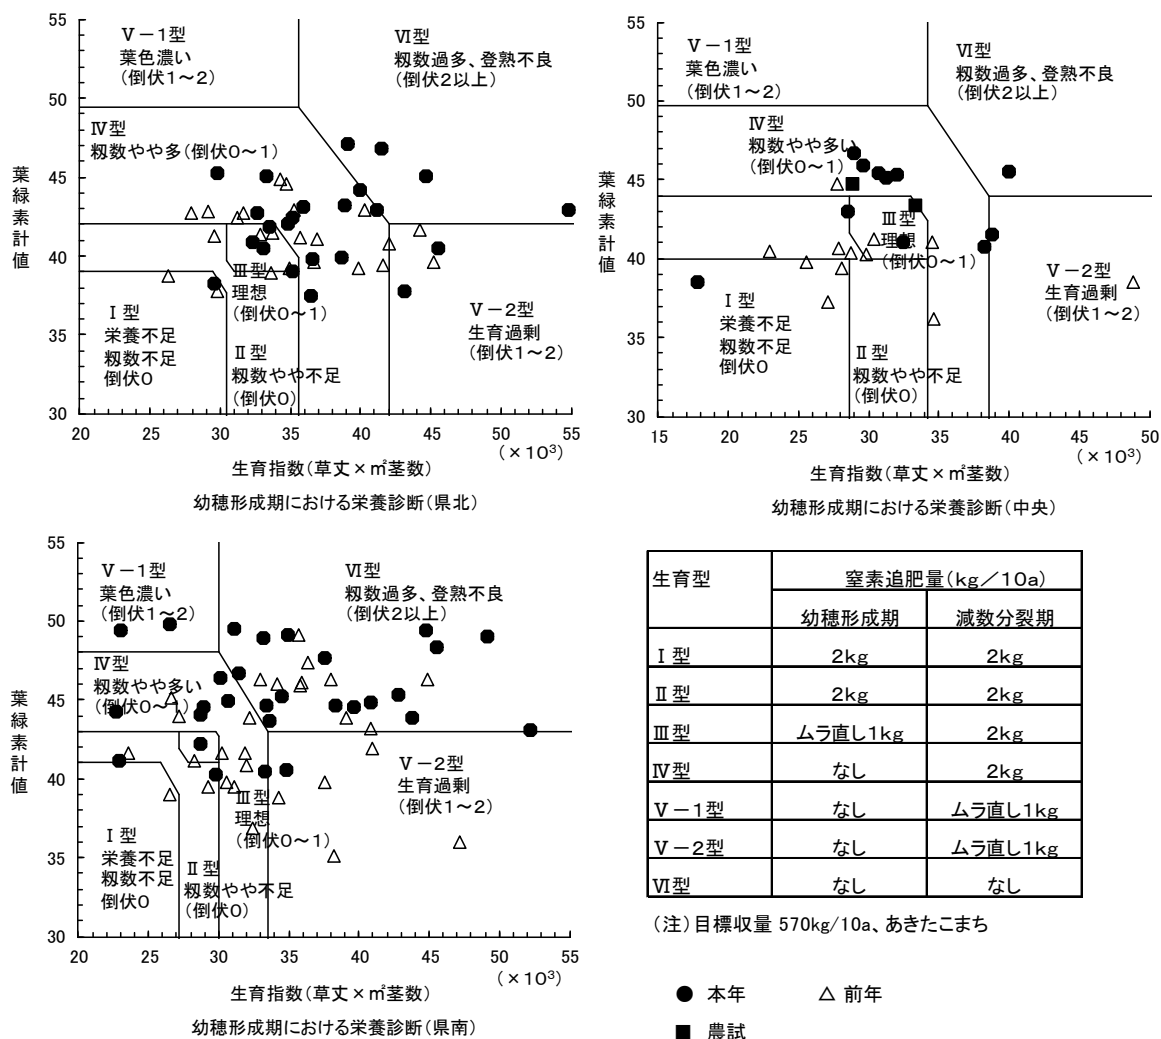 55
50
45
40
35
30
葉緑素計値
Ⅴ－1型
葉色濃い
(倒伏1～2)
Ⅵ型
籾数過多、登熟不良
(倒伏2以上)
Ⅳ型
籾数やや多(倒伏0～1)
Ⅲ型
理想
(倒伏0～1)
Ⅰ型
栄養不足
籾数不足
倒伏0
Ⅱ型
籾数やや不足
(倒伏0)
Ⅴ－2型
生育過剰
(倒伏1～2)
20 25 30 35 40 45 50 55
(×10³)
生育指数(草丈×㎡茎数)
幼穂形成期における栄養診断(県北)
55
50
45
40
35
30
葉緑素計値
Ⅴ－1型
葉色濃い
(倒伏1～2)
Ⅵ型
籾数過多、登熟不良
(倒伏2以上)
Ⅳ型
籾数やや多い
(倒伏0～1)
Ⅲ型
理想
(倒伏0～1)
Ⅰ型
栄養不足
籾数不足
倒伏0
Ⅱ型
籾数やや不足
(倒伏0)
Ⅴ－2型
生育過剰
(倒伏1～2)
15 20 25 30 35 40 45 50
(×10³)
生育指数(草丈×㎡茎数)
幼穂形成期における栄養診断(中央)
55
50
45
40
35
30
葉緑素計値
Ⅴ－1型
葉色濃い
(倒伏1～2)
Ⅵ型
籾数過多、登熟不良
(倒伏2以上)
Ⅳ型
籾数やや多い
(倒伏0～1)
Ⅲ型
理想
(倒伏0～1)
Ⅰ型
栄養不足
籾数不足
倒伏0
Ⅱ型
籾数やや不足
(倒伏0)
Ⅴ－2型
生育過剰
(倒伏1～2)
20 25 30 35 40 45 50 55
(×10³)
生育指数(草丈×㎡茎数)
幼穂形成期における栄養診断(県南)
生育型 窒素追肥量(kg／10a)
幼穂形成期 減数分裂期
Ⅰ型 2kg 2kg
Ⅱ型 2kg 2kg
Ⅲ型 ムラ直し1kg 2kg
Ⅳ型 なし 2kg
Ⅴ－1型 なし ムラ直し1kg
Ⅴ－2型 なし ムラ直し1kg
Ⅵ型 なし なし
(注)目標収量 570kg/10a、あきたこまち
● 本年 △ 前年
■ 農試